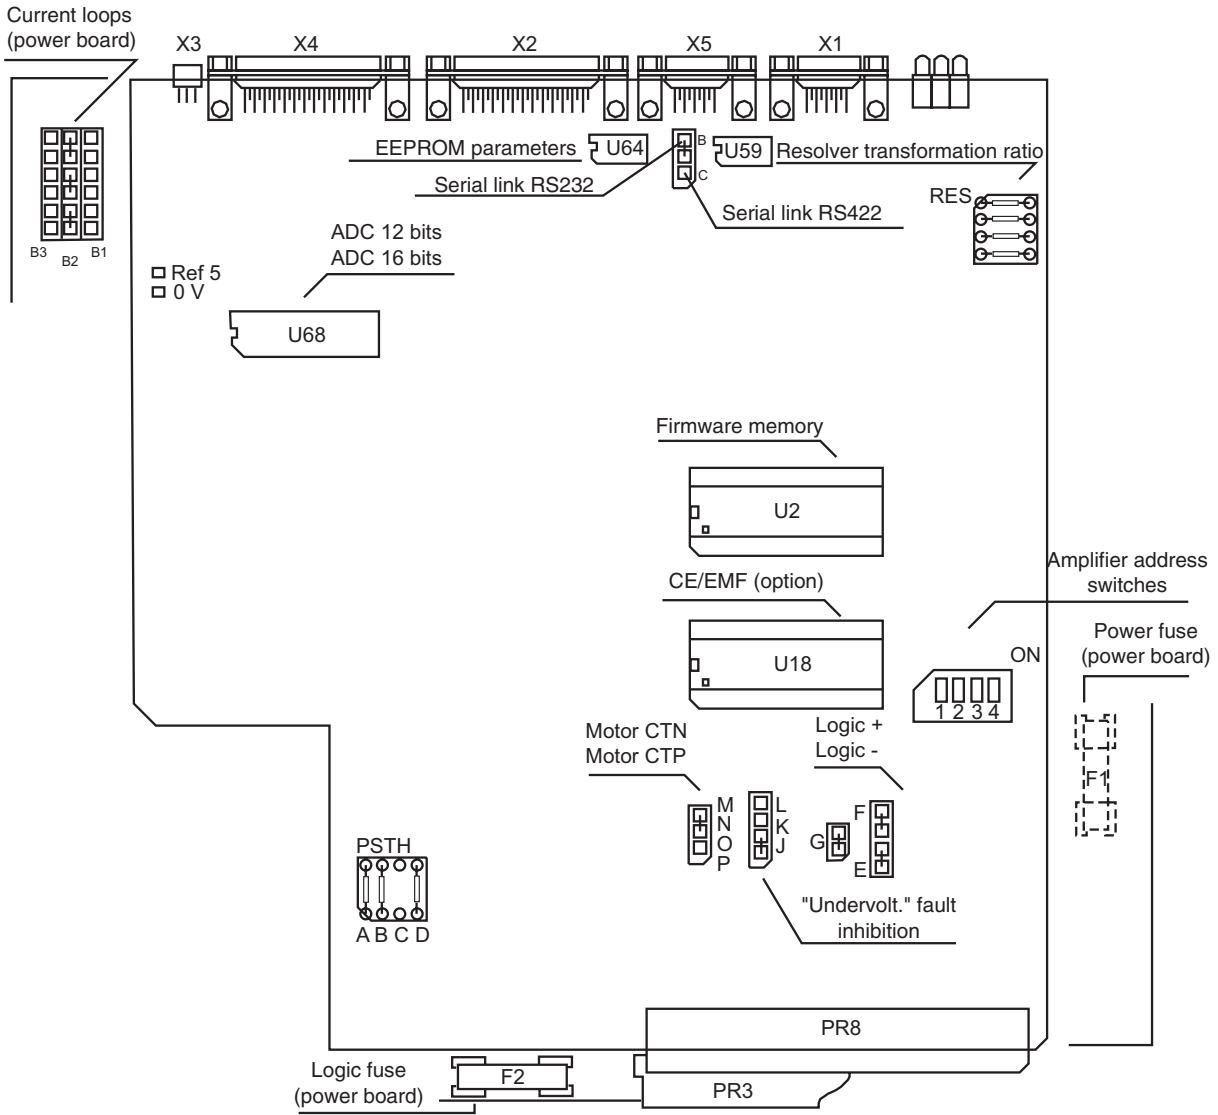 Current loops
(power board)
X3
X4
X2
X5
X1
EEPROM parameters
U64
B
C
U59
Resolver transformation ratio
Serial link RS232
Serial link RS422
RES
B3
B2
B1
ADC 12 bits
ADC 16 bits
Ref 5
0 V
U68
Firmware memory
U2
CE/EMF (option)
U18
Amplifier address
switches
Power fuse
(power board)
ON
1 2 3 4
F1
Motor CTN
Motor CTP
Logic +
Logic -
M
N
O
P
L
K
J
G
F
E
PSTH
A B C D
"Undervolt." fault
inhibition
PR8
Logic fuse
(power board)
F2
PR3